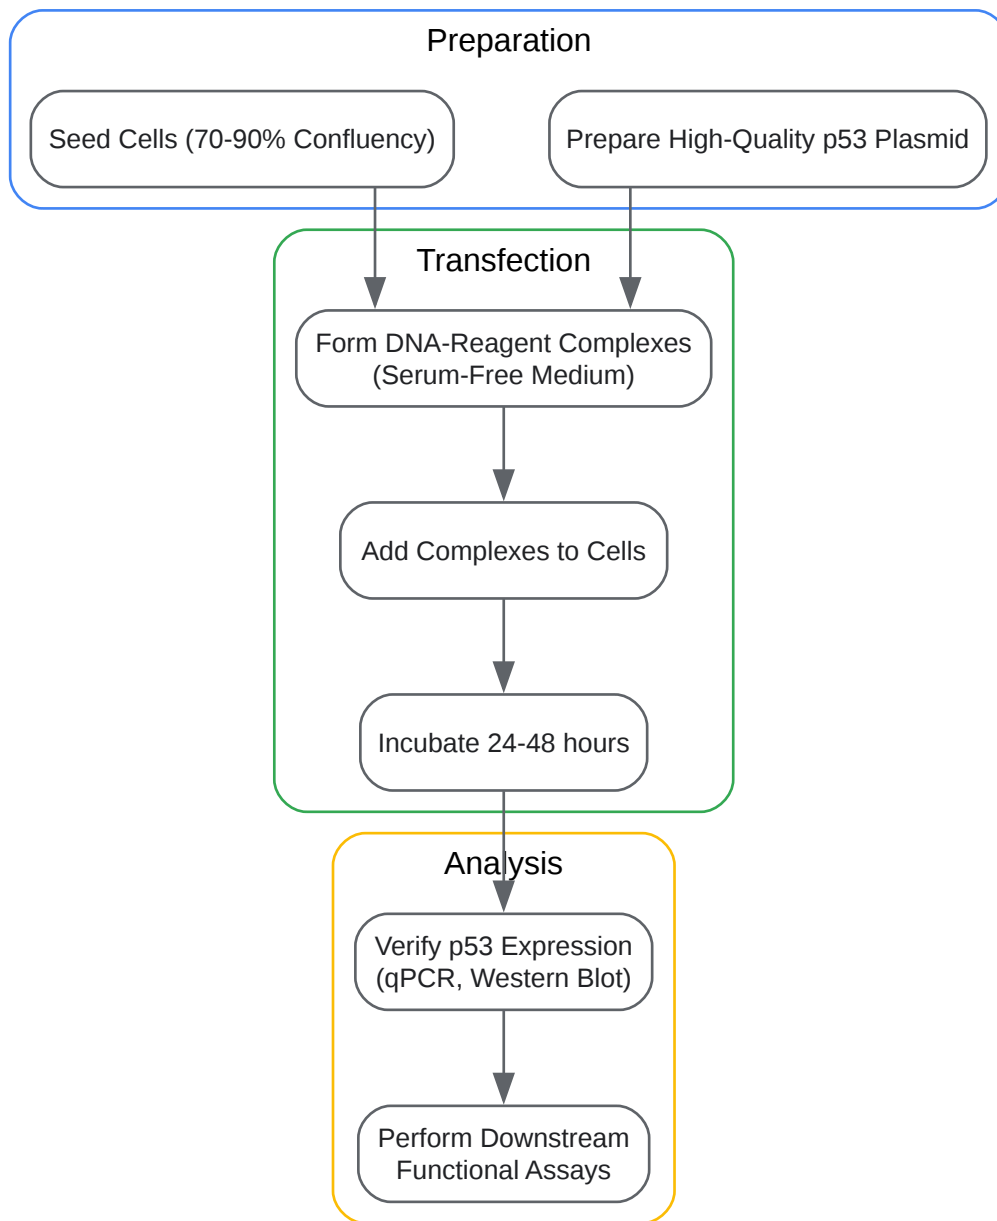 Preparation
Seed Cells (70-90% Confluency)
Prepare High-Quality p53 Plasmid
Transfection
Form DNA-Reagent Complexes
(Serum-Free Medium)
Add Complexes to Cells
Incubate 24-48 hours
Analysis
Verify p53 Expression
(qPCR, Western Blot)
Perform Downstream
Functional Assays